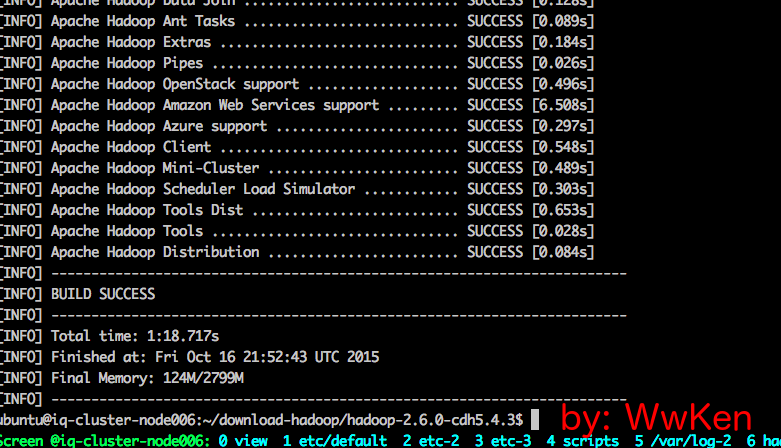 [INFO] Apache Hadoop Data Join ........................... SUCCESS [0.128s]
[INFO] Apache Hadoop Ant Tasks ........................... SUCCESS [0.089s]
[INFO] Apache Hadoop Extras .............................. SUCCESS [0.184s]
[INFO] Apache Hadoop Pipes ............................... SUCCESS [0.026s]
[INFO] Apache Hadoop OpenStack support ................... SUCCESS [0.496s]
[INFO] Apache Hadoop Amazon Web Services support ......... SUCCESS [6.508s]
[INFO] Apache Hadoop Azure support ....................... SUCCESS [0.297s]
[INFO] Apache Hadoop Client .............................. SUCCESS [0.548s]
[INFO] Apache Hadoop Mini-Cluster ........................ SUCCESS [0.489s]
[INFO] Apache Hadoop Scheduler Load Simulator ............ SUCCESS [0.303s]
[INFO] Apache Hadoop Tools Dist .......................... SUCCESS [0.653s]
[INFO] Apache Hadoop Tools ............................... SUCCESS [0.028s]
[INFO] Apache Hadoop Distribution ........................ SUCCESS [0.084s]
[INFO] ------------------------------------------------------------------------
[INFO] BUILD SUCCESS
[INFO] ------------------------------------------------------------------------
[INFO] Total time: 1:18.717s
[INFO] Finished at: Fri Oct 16 21:52:43 UTC 2015
[INFO] Final Memory: 124M/2799M
[INFO] ------------------------------------------------------------------------
ubuntu@iq-cluster-node006:~/download-hadoop/hadoop-2.6.0-cdh5.4.3$
by: WwKen
Screen @iq-cluster-node006: 0 view 1 etc/default 2 etc-2 3 etc-3 4 scripts 5 /var/log-2 6 ha